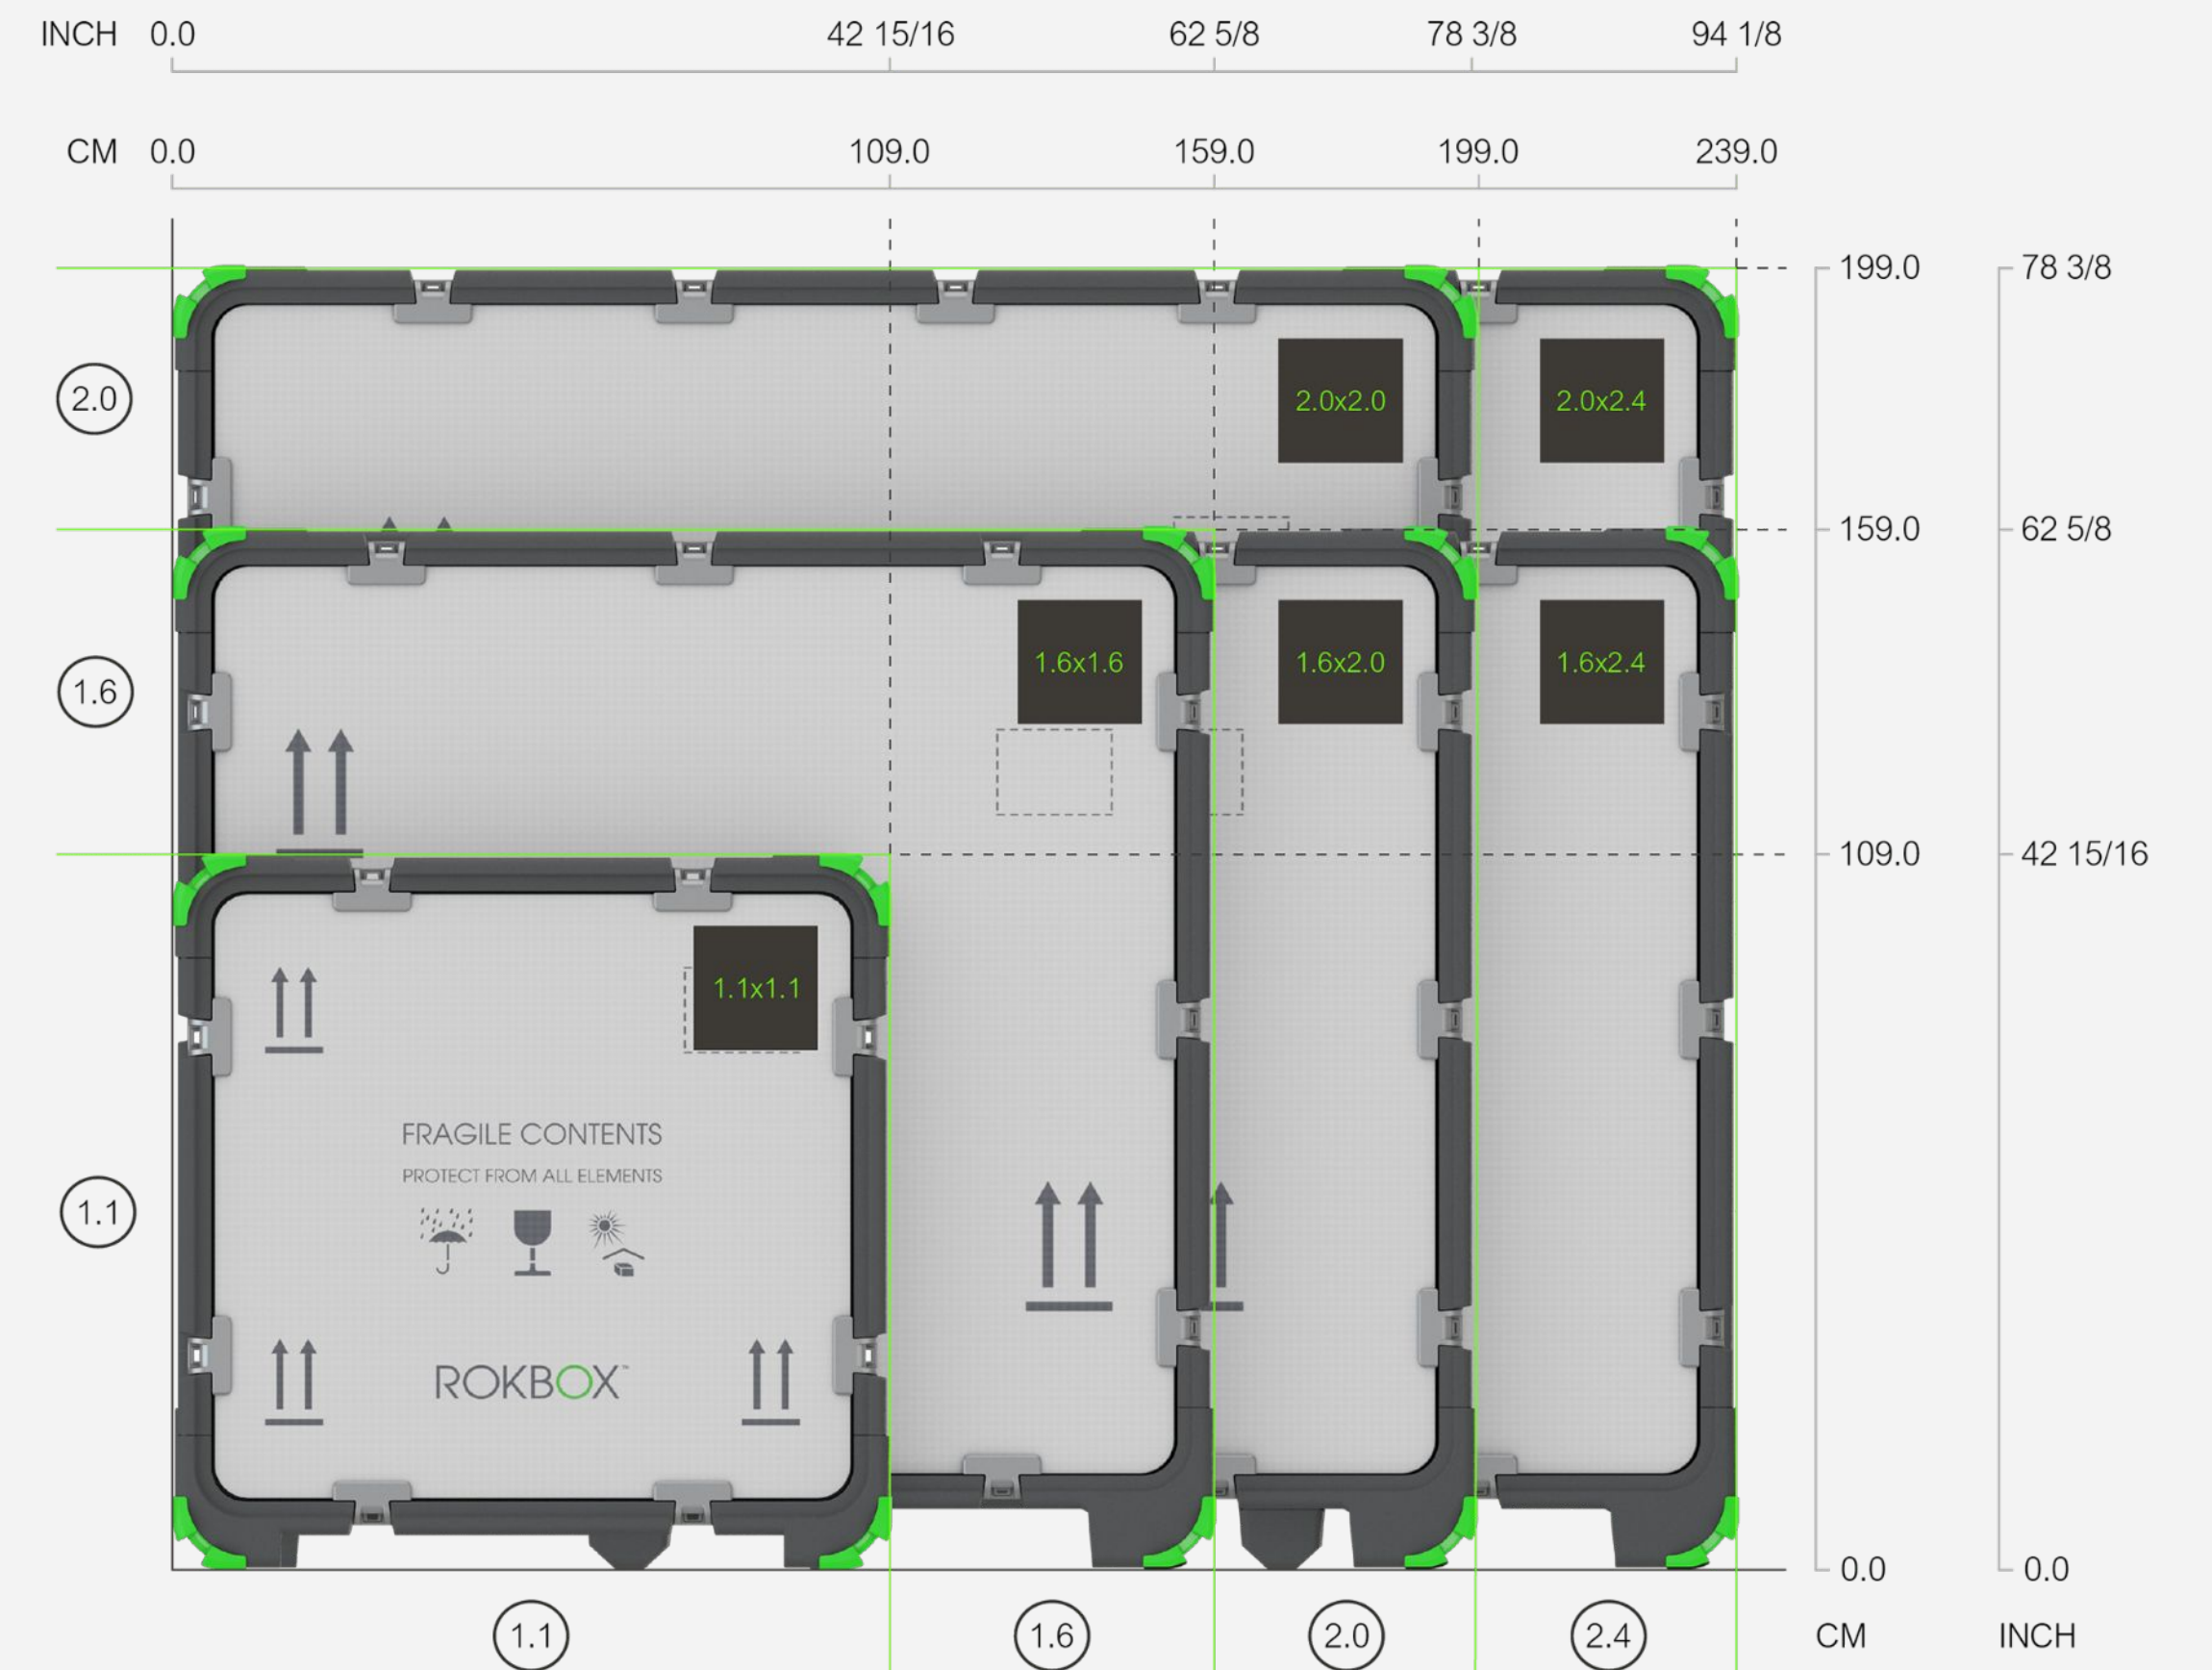 INCH 0.0 42 15/16 62 5/8 78 3/8 94 1/8
CM 0.0 109.0 159.0 199.0 239.0
199.0 78 3/8
2.0 2.0x2.0 2.0x2.4
159.0 62 5/8
1.6 1.6x1.6 1.6x2.0 1.6x2.4
109.0 42 15/16
1.1x1.1
FRAGILE CONTENTS
PROTECT FROM ALL ELEMENTS
1.1
ROKBOX™
0.0 0.0
1.1 1.6 2.0 2.4 CM INCH